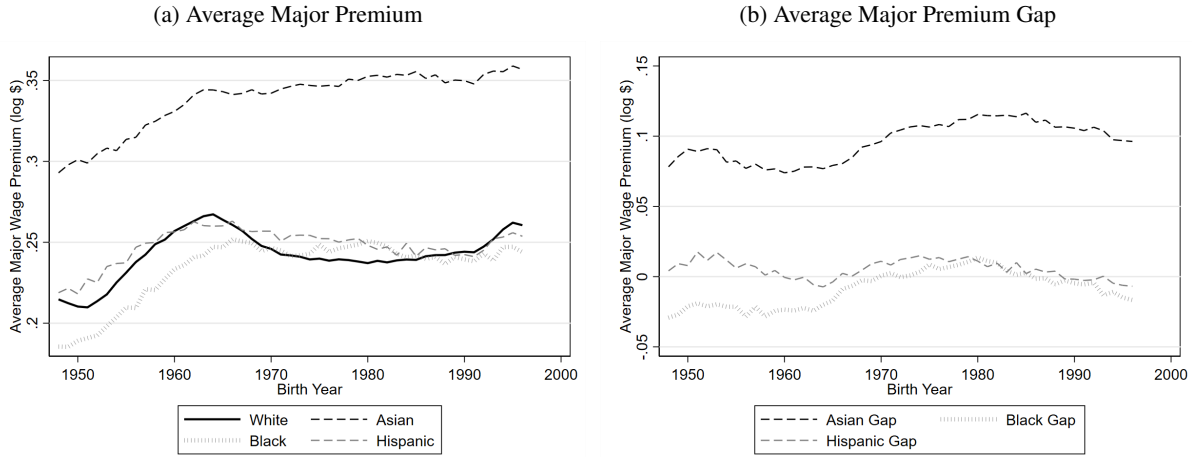 (a) Average Major Premium
Average Major Wage Premium (log $)
.35
.3
.25
.2
1950 1960 1970 1980 1990 2000
Birth Year
White Asian
Black Hispanic
(b) Average Major Premium Gap
Average Major Wage Premium (log $)
.15
.1
.05
0
-.05
1950 1960 1970 1980 1990 2000
Birth Year
Asian Gap Black Gap
Hispanic Gap